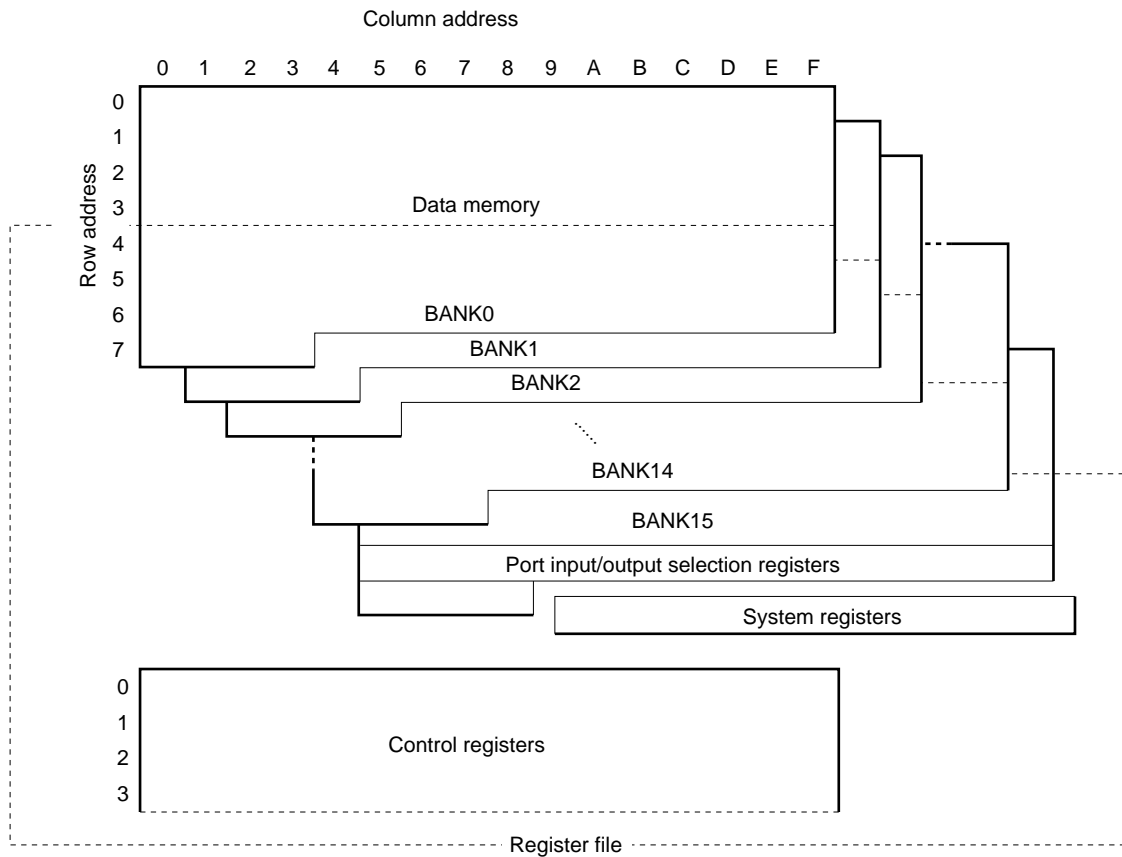 Column address
0 1 2 3 4 5 6 7 8 9 A B C D E F
Row address
0
1
2
3
4
5
6
7
Data memory
BANK0
BANK1
BANK2
BANK14
BANK15
Port input/output selection registers
System registers
0
1
2
3
Control registers
Register file